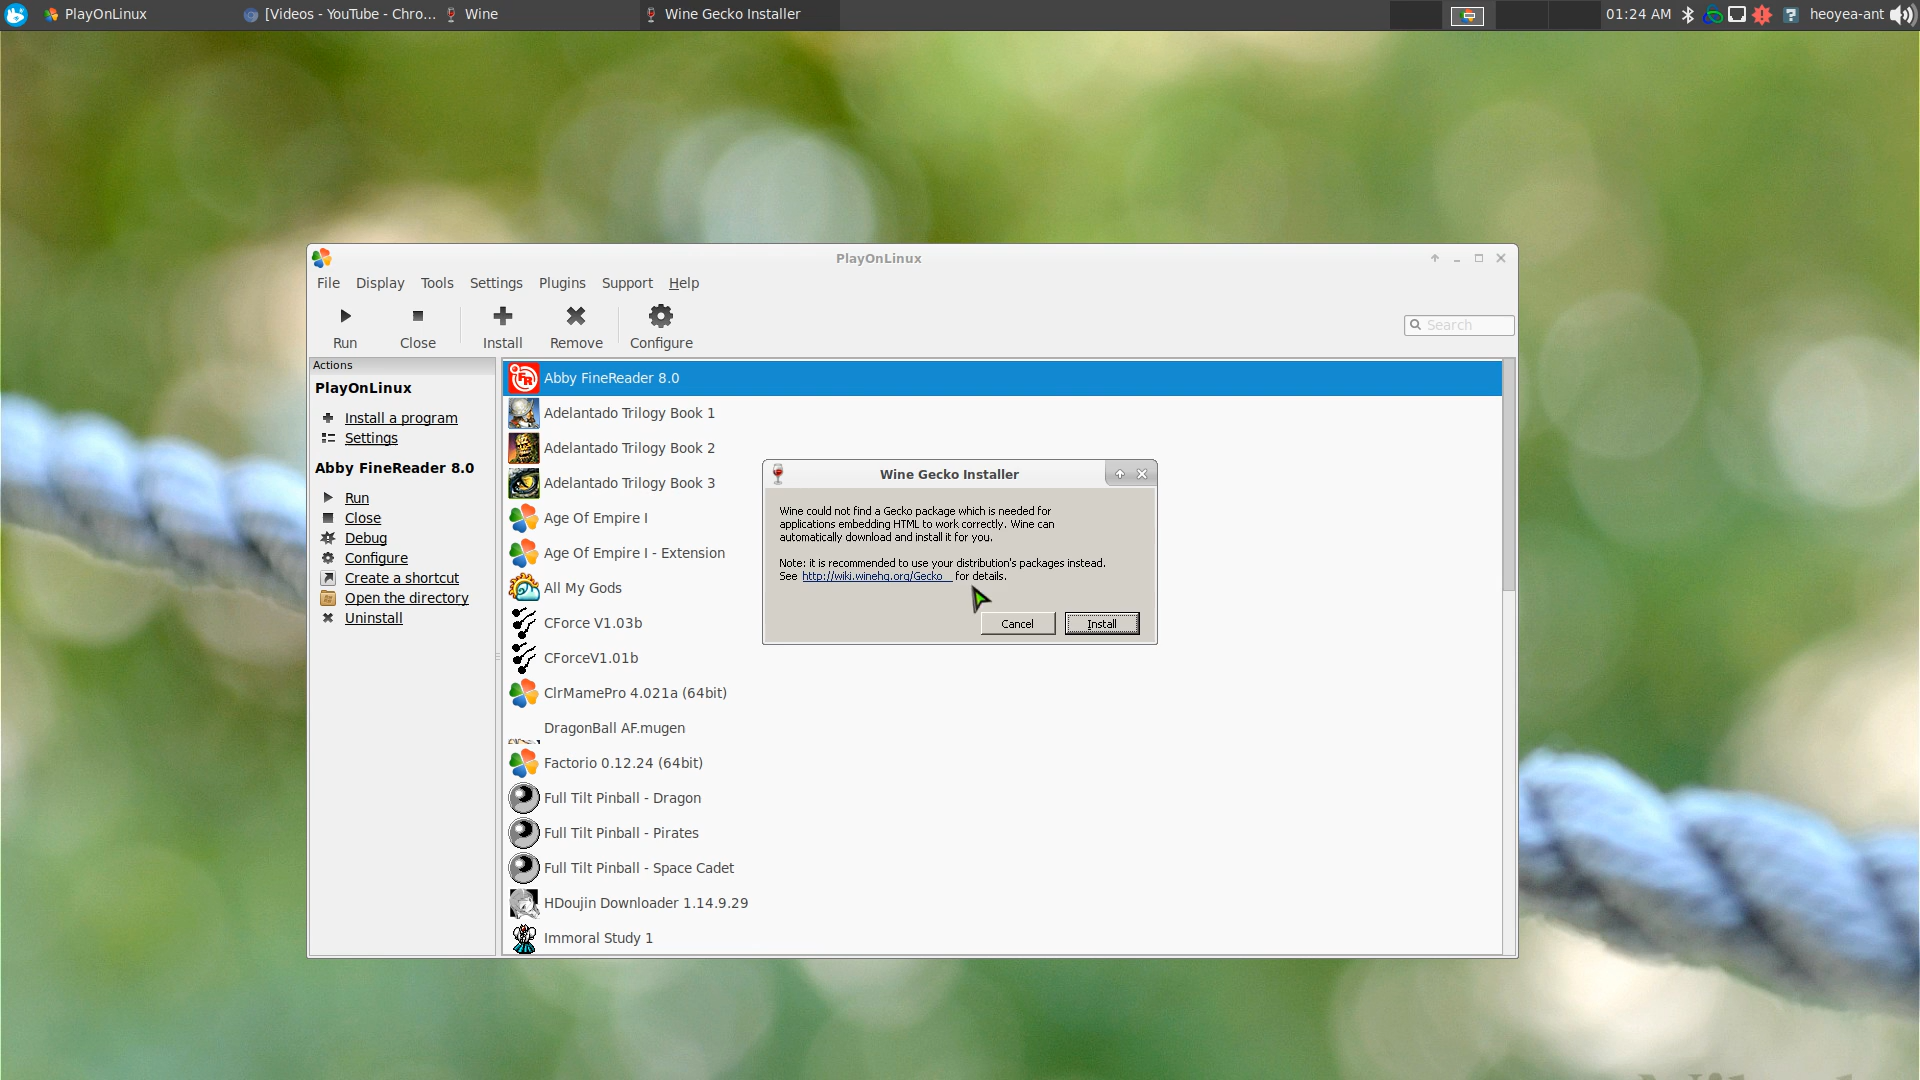 PlayOnLinux
[Videos - YouTube - Chro...
Wine
Wine Gecko Installer
01:24 AM
heoyea-ant
PlayOnLinux
File Display Tools Settings Plugins Support Help
Run Close Install Remove Configure
Search
Actions
PlayOnLinux
Install a program
Settings
Abby FineReader 8.0
Run
Close
Debug
Configure
Create a shortcut
Open the directory
Uninstall
Abby FineReader 8.0
Adelantado Trilogy Book 1
Adelantado Trilogy Book 2
Adelantado Trilogy Book 3
Age Of Empire I
Age Of Empire I - Extension
All My Gods
CForce V1.03b
CForceV1.01b
ClrMamePro 4.021a (64bit)
DragonBall AF.mugen
Factorio 0.12.24 (64bit)
Full Tilt Pinball - Dragon
Full Tilt Pinball - Pirates
Full Tilt Pinball - Space Cadet
HDoujin Downloader 1.14.9.29
Immoral Study 1
Wine Gecko Installer
Wine could not find a Gecko package which is needed for
applications embedding HTML to work correctly. Wine can
automatically download and install it for you.
Note: it is recommended to use your distribution's packages instead.
See http://wiki.winehq.org/Gecko for details.
Cancel Install